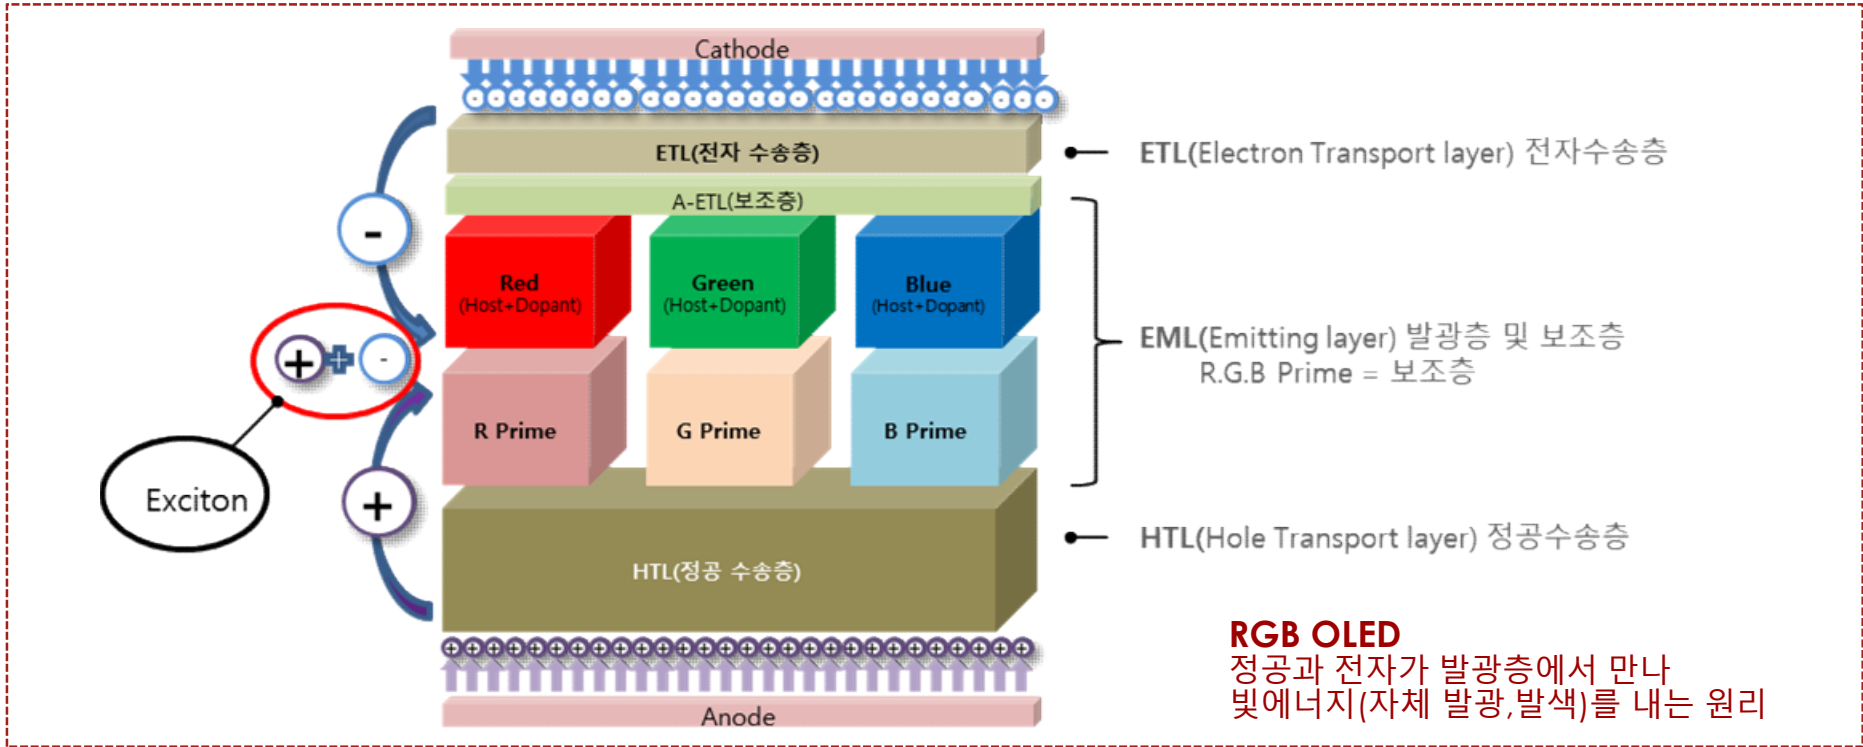 Cathode
ETL(전자 수송층)
ETL(Electron Transport layer) 전자수송층
A-ETL(보조층)
-
Red
(Host+Dopant)
Green
(Host+Dopant)
Blue
(Host+Dopant)
EML(Emitting layer) 발광층 및 보조층
R.G.B Prime = 보조층
+ + -
R Prime
G Prime
B Prime
Exciton
+
HTL(Hole Transport layer) 정공수송층
HTL(정공 수송층)
Anode
RGB OLED
정공과 전자가 발광층에서 만나
빛에너지(자체 발광,발색)를 내는 원리